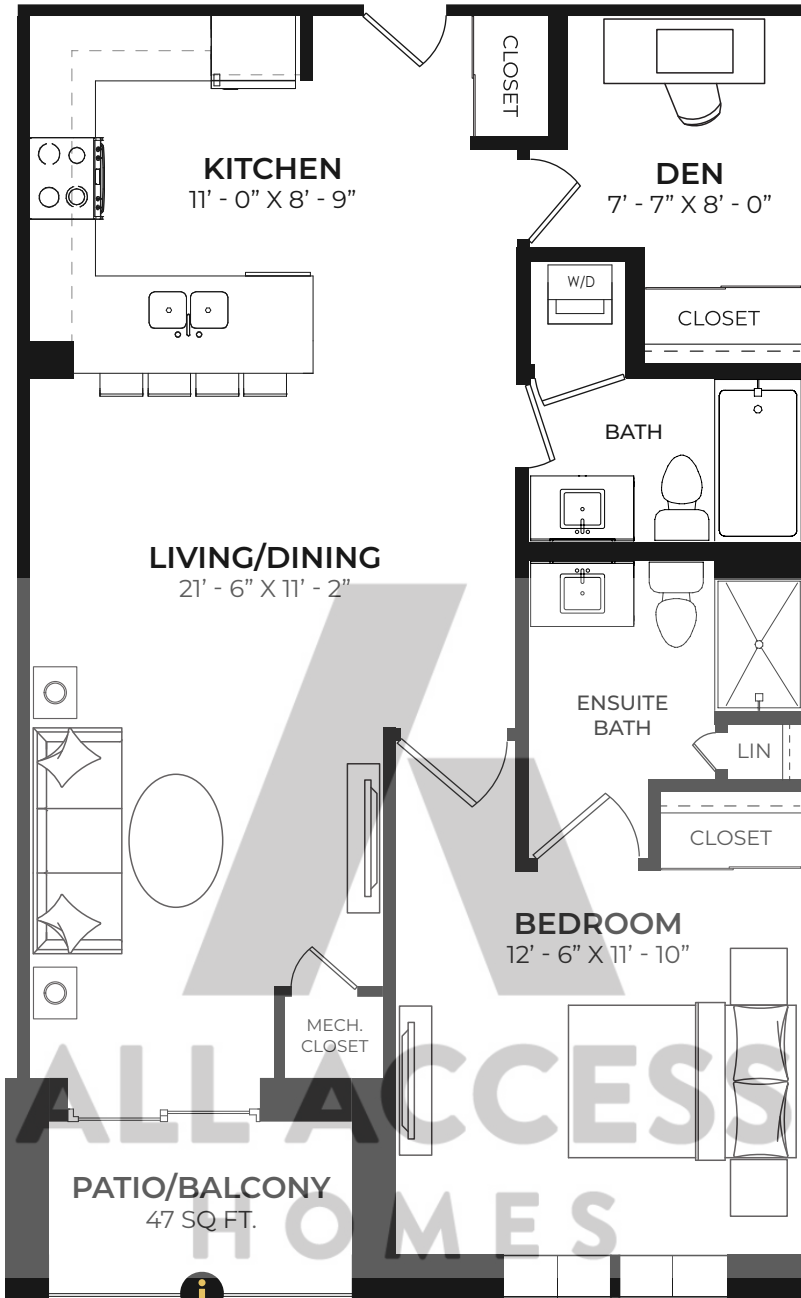 CLOSET
KITCHEN
11’ - 0” X 8’ - 9”
DEN
7’ - 7” X 8’ - 0”
W/D
CLOSET
BATH
LIVING/DINING
21’ - 6” X 11’ - 2”
ENSUITE
BATH
LIN
CLOSET
BEDROOM
12’ - 6” X 11’ - 10”
MECH.
CLOSET
ALL ACCESS
PATIO/BALCONY
47 SQ FT.
HOMES
i